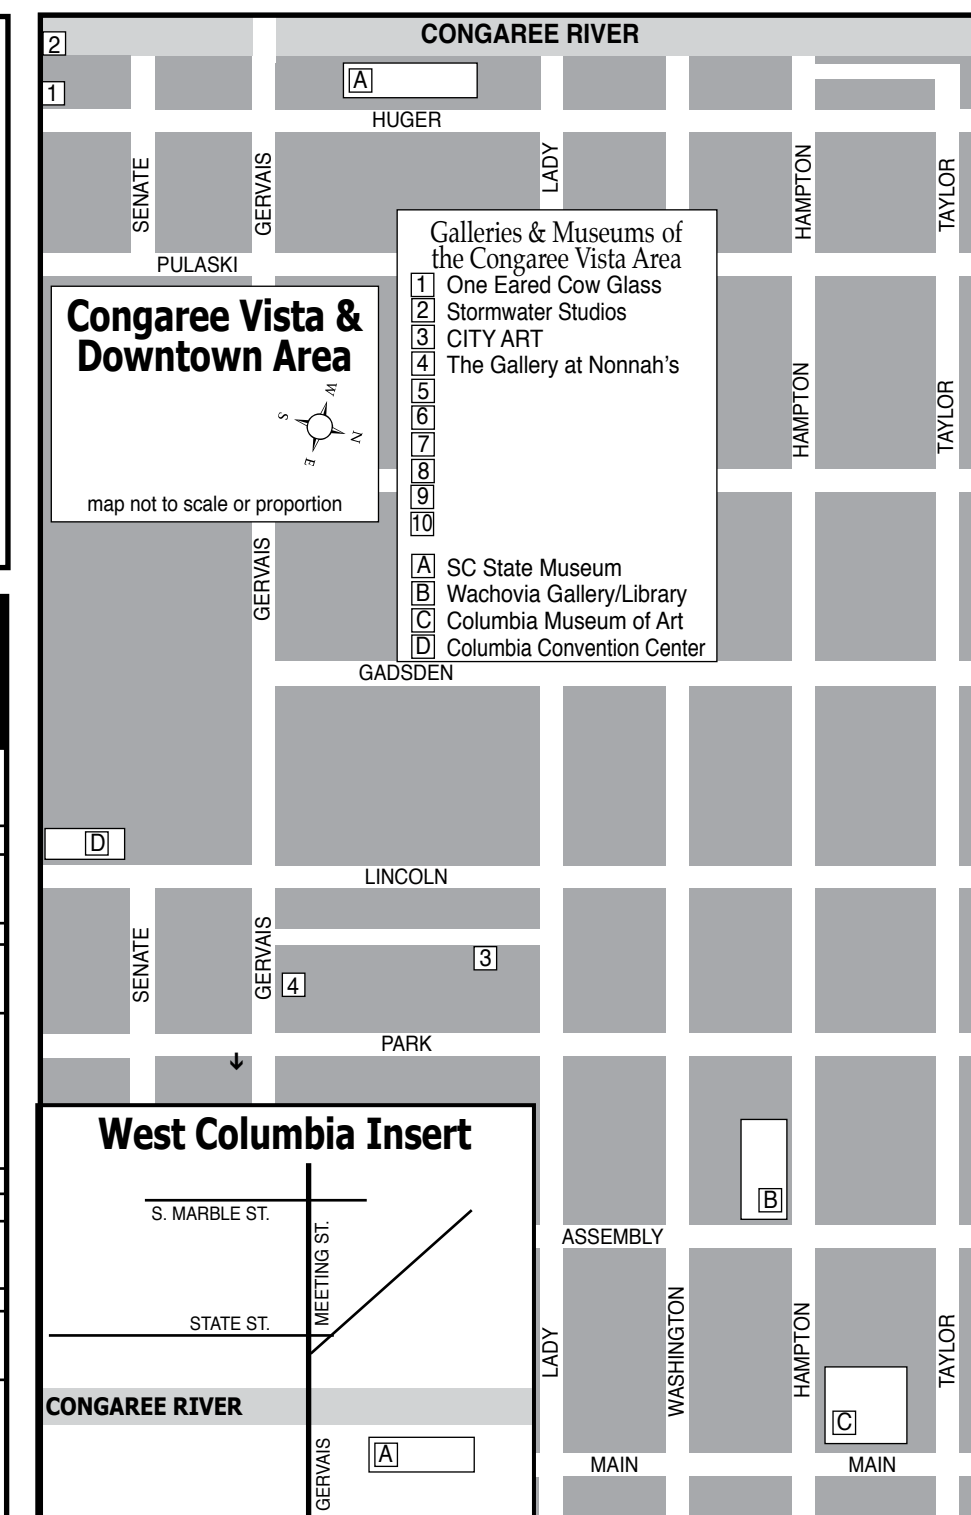 CONGAREE RIVER
2
1
A
HUGER
SENATE
GERVAIS
LADY
HAMPTON
TAYLOR
PULASKI
Galleries & Museums of
the Congaree Vista Area
1 One Eared Cow Glass
2 Stormwater Studios
3 CITY ART
4 The Gallery at Nonnah's
5
6
7
8
9
10
A SC State Museum
B Wachovia Gallery/Library
C Columbia Museum of Art
D Columbia Convention Center
Congaree Vista &
Downtown Area
W
S
N
E
map not to scale or proportion
HAMPTON
TAYLOR
GERVAIS
GADSDEN
D
LINCOLN
SENATE
GERVAIS
4
3
PARK
West Columbia Insert
S. MARBLE ST.
MEETING ST.
STATE ST.
CONGAREE RIVER
GERVAIS
A
B
ASSEMBLY
LADY
WASHINGTON
HAMPTON
TAYLOR
C
MAIN
MAIN